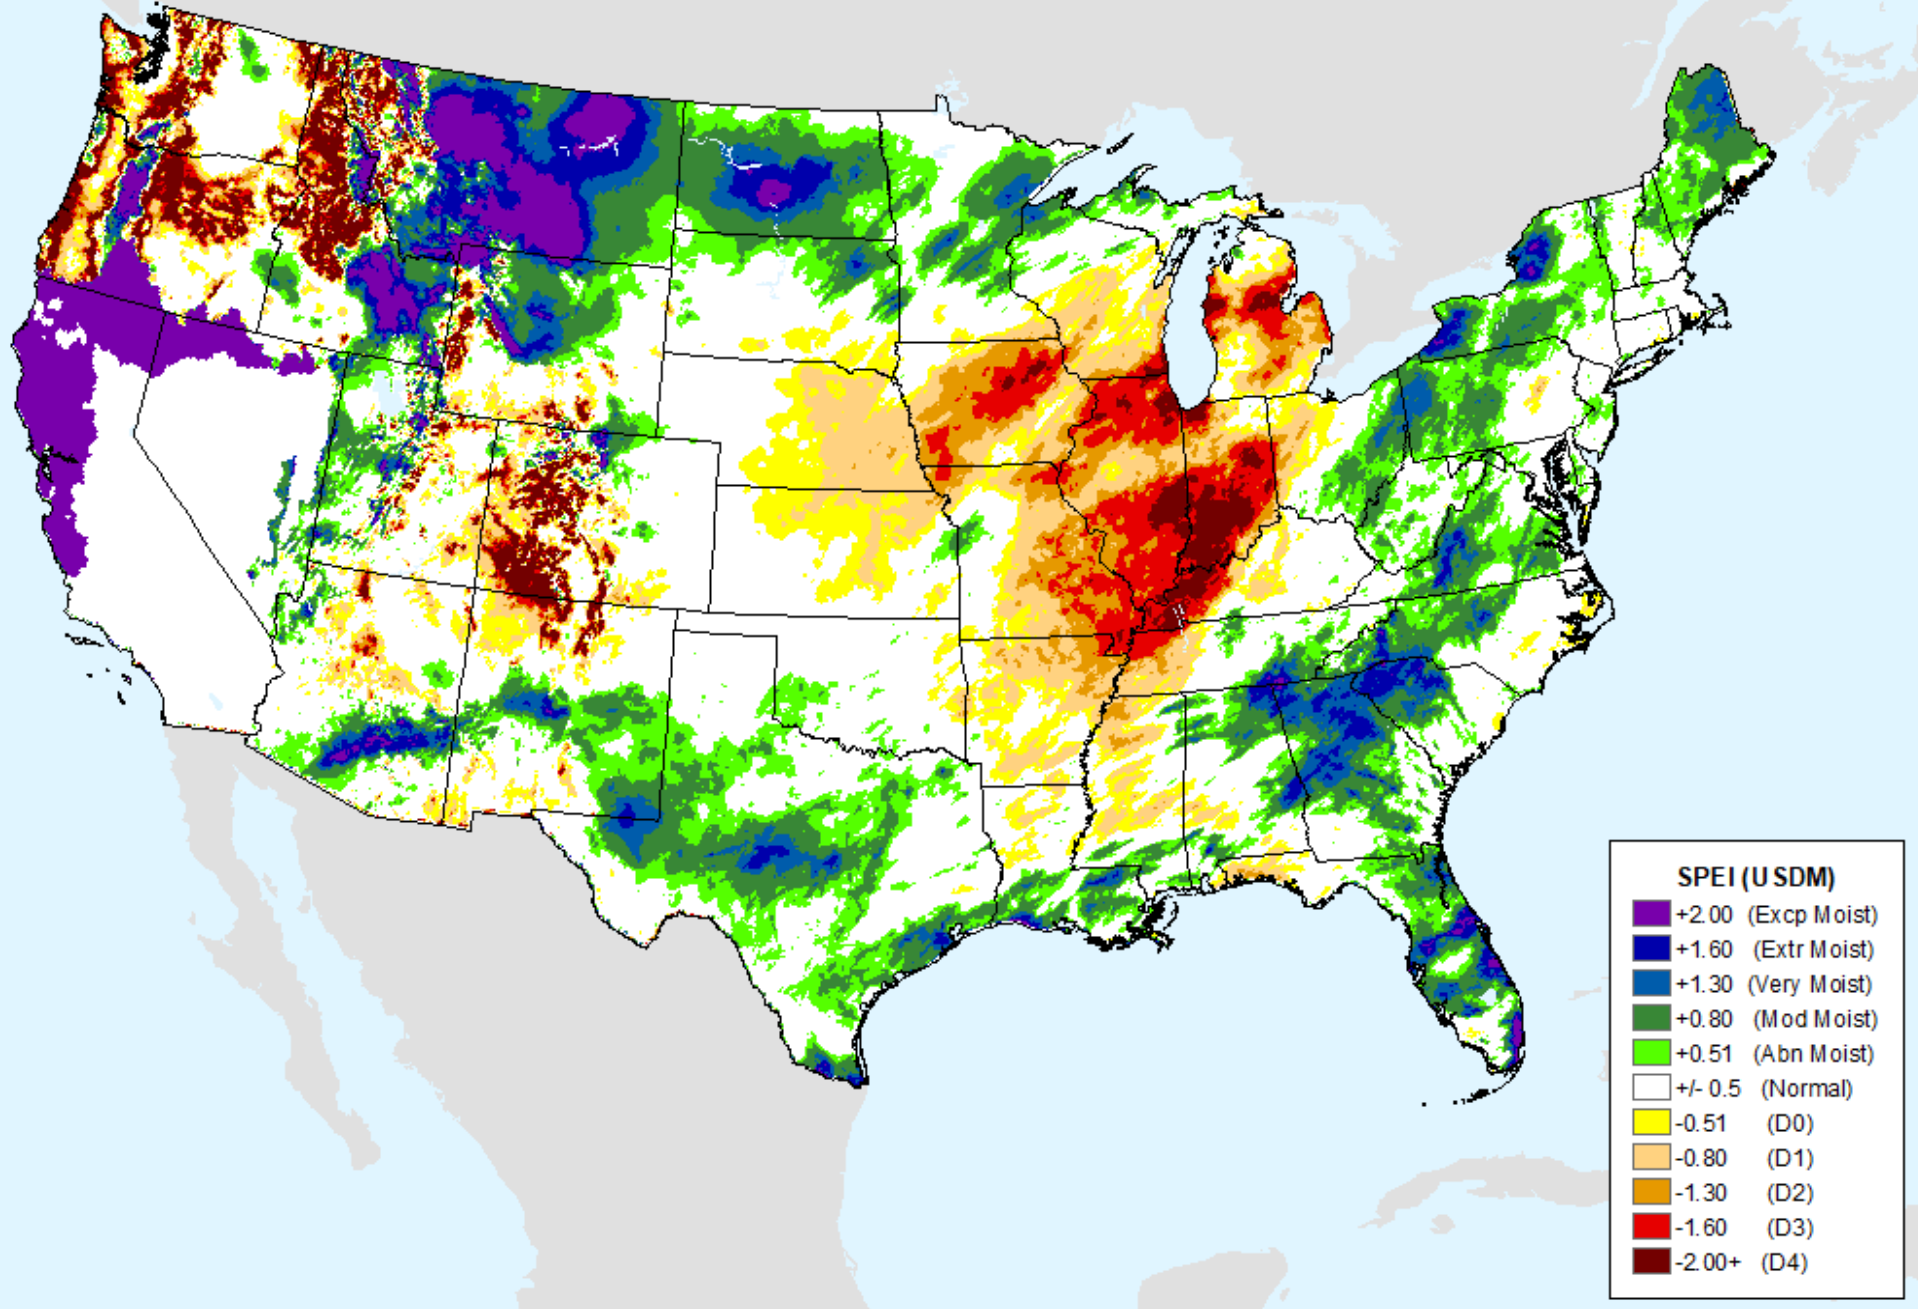 SPEI (USDM)
+2.00 (Excp Moist)
+1.60 (Extr Moist)
+1.30 (Very Moist)
+0.80 (Mod Moist)
+0.51 (Abn Moist)
+/- 0.5 (Normal)
-0.51 (D0)
-0.80 (D1)
-1.30 (D2)
-1.60 (D3)
-2.00+ (D4)